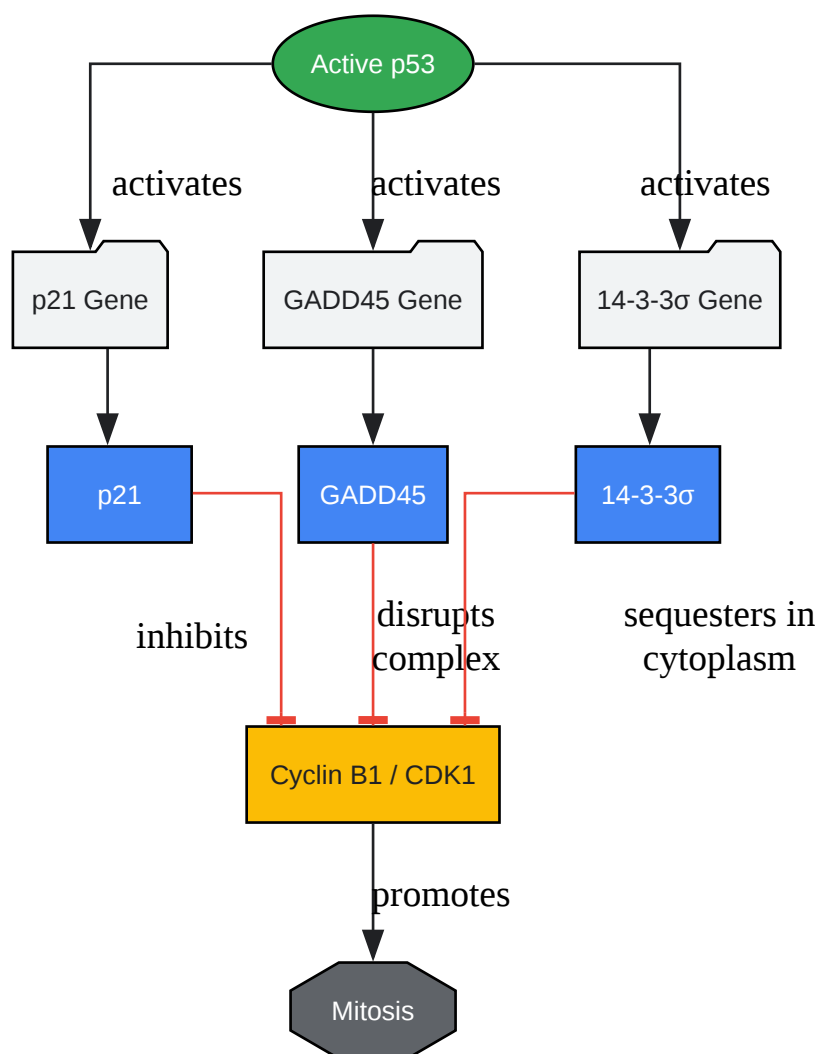 Active p53
activates
activates
activates
p21 Gene
GADD45 Gene
14-3-3σ Gene
p21
GADD45
14-3-3σ
inhibits
disrupts
complex
sequesters in
cytoplasm
Cyclin B1 / CDK1
promotes
Mitosis